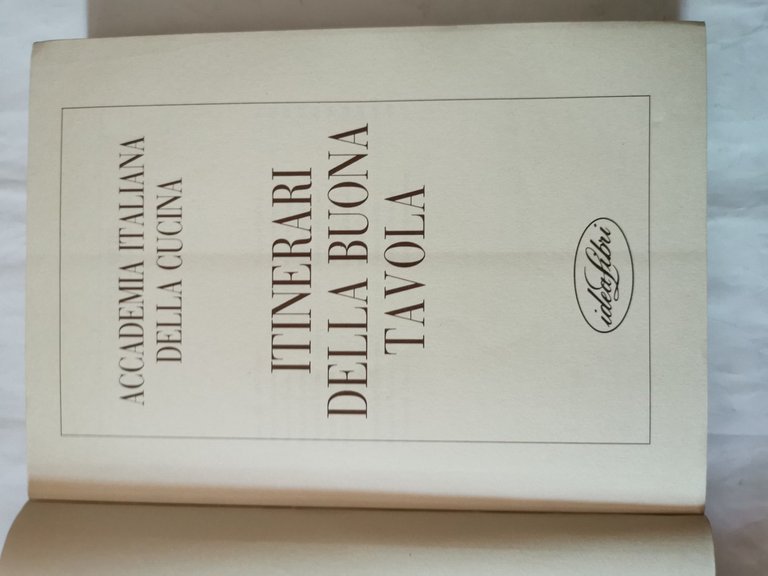 ACCADEMIA ITALIANA
DELLA CUCINA
ITINERARI
DELLA BUONA
TAVOLA
idealibri